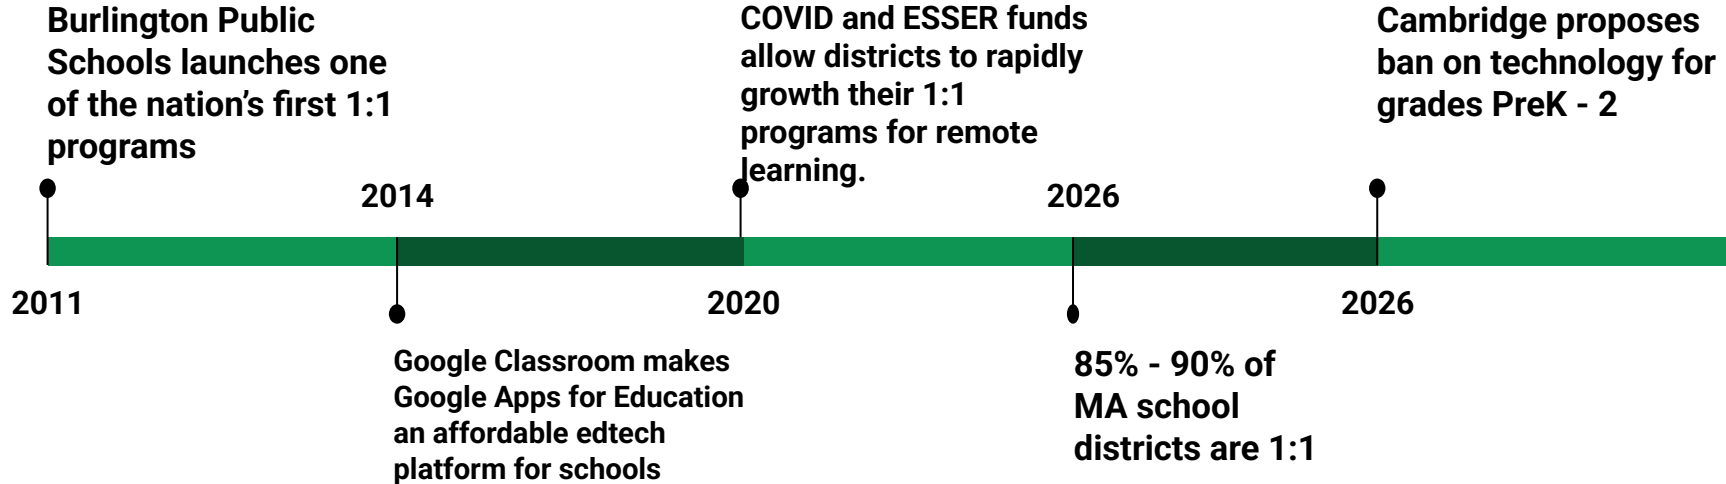 Burlington Public
Schools launches one
of the nation’s first 1:1
programs
2011
2014
Google Classroom makes
Google Apps for Education
an affordable edtech
platform for schools
COVID and ESSER funds
allow districts to rapidly
growth their 1:1
programs for remote
learning.
2020
2026
85% - 90% of
MA school
districts are 1:1
Cambridge proposes
ban on technology for
grades PreK - 2
2026